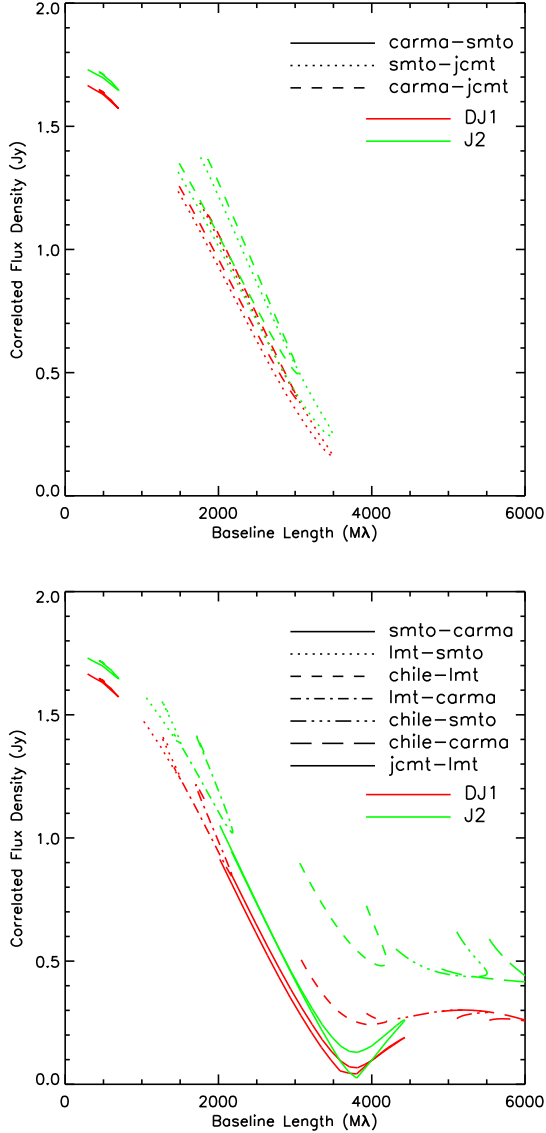 2.0
1.5
1.0
0.5
0.0
Correlated Flux Density (Jy)
carma-smto
smto-jcmt
carma-jcmt
DJ1
J2
0 2000 4000 6000
Baseline Length (Mλ)
2.0
1.5
1.0
0.5
0.0
Correlated Flux Density (Jy)
smto-carma
lmt-smto
chile-lmt
lmt-carma
chile-smto
chile-carma
jcmt-lmt
DJ1
J2
0 2000 4000 6000
Baseline Length (Mλ)